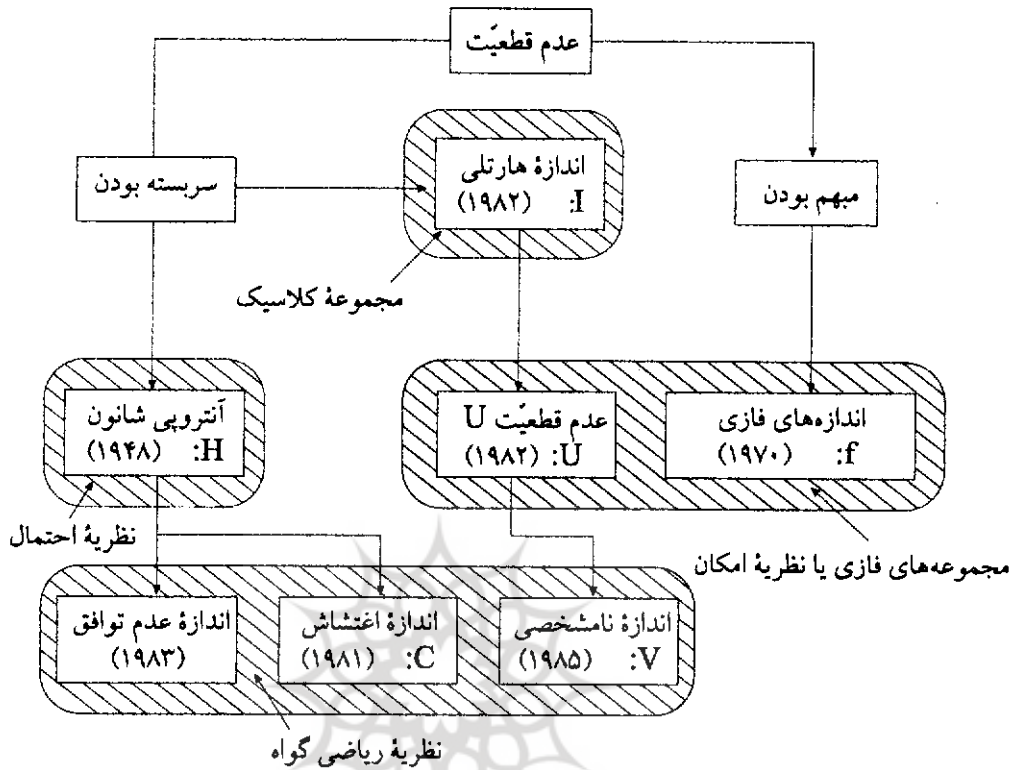 عدم قطعیّت
اندازهٔ هارتلی
I: (۱۹۸۲)
سربسته بودن
مبهم بودن
مجموعهٔ کلاسیک
آنتروپی شانون
H: (۱۹۴۸)
عدم قطعیّت U
U: (۱۹۸۲)
اندازه‌های فازی
f: (۱۹۷۰)
نظریهٔ احتمال
مجموعه‌های فازی یا نظریهٔ امکان
اندازهٔ نامشخصی
V: (۱۹۸۵)
اندازهٔ اغتشاش
C: (۱۹۸۱)
اندازهٔ عدم توافق
(۱۹۸۳)
نظریهٔ ریاضی گواه